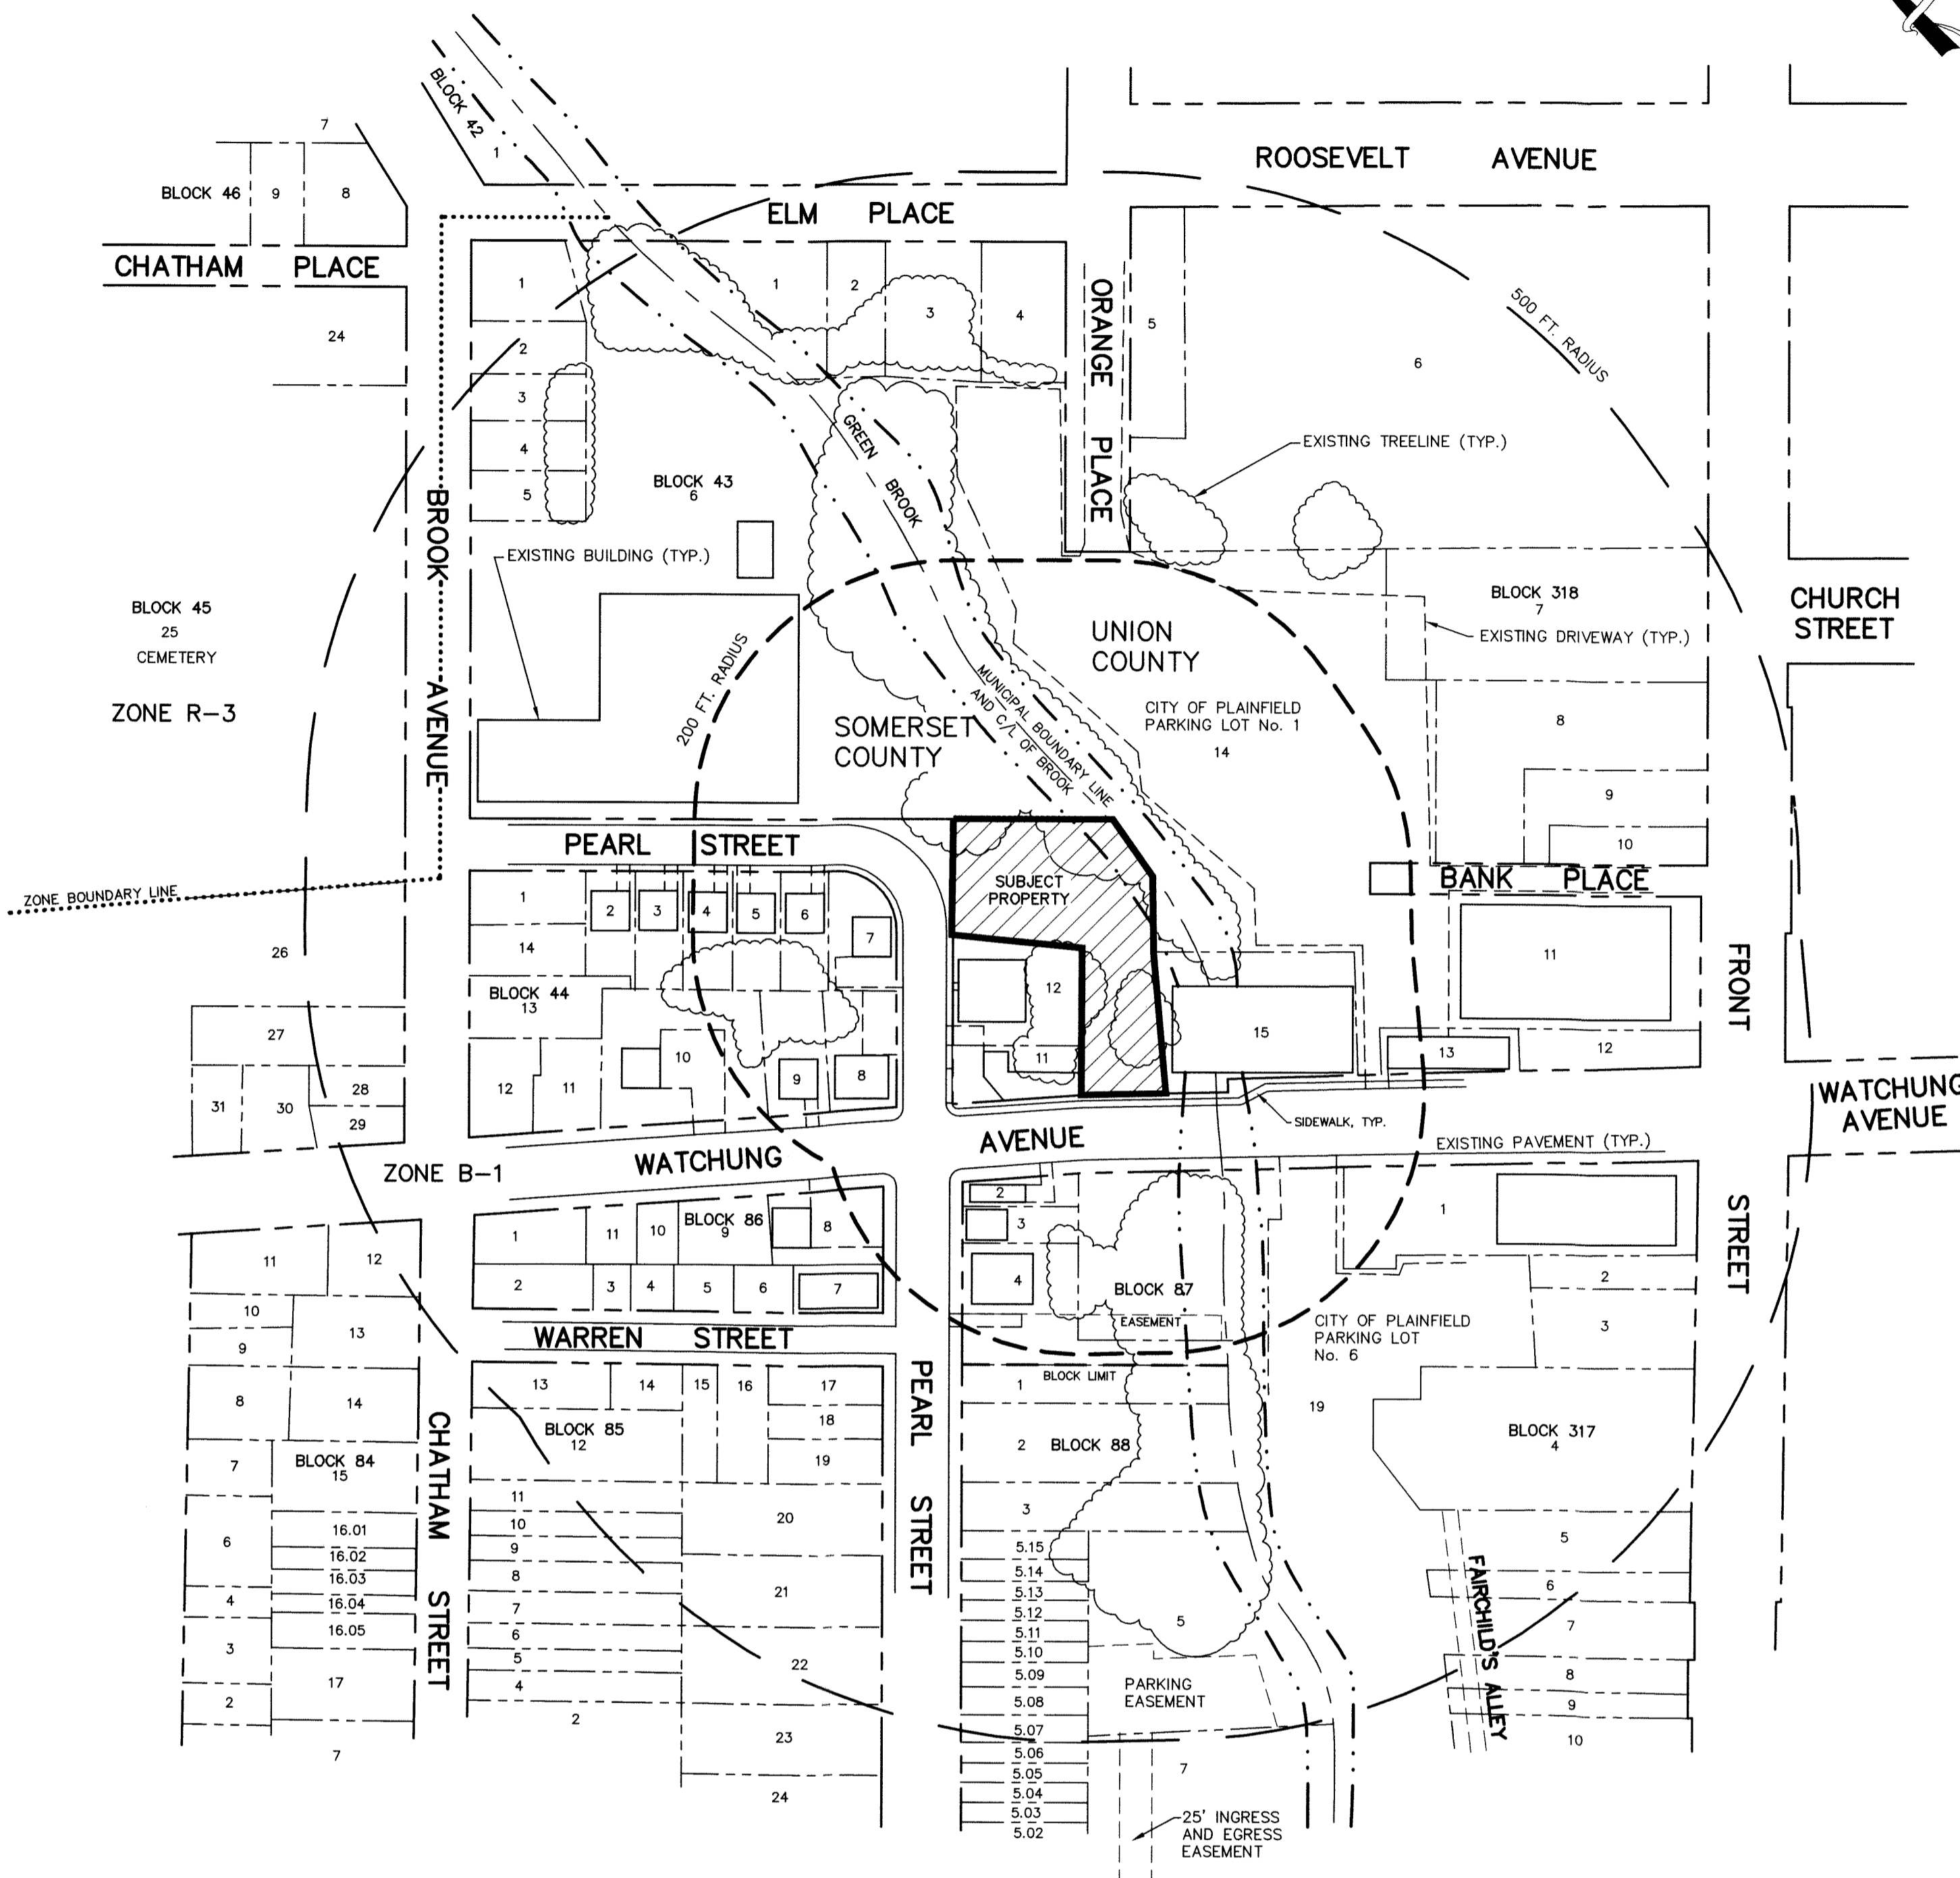 BLOCK 42
1
7
BLOCK 46
9
8
ROOSEVELT AVENUE
ELM PLACE
CHATHAM PLACE
24
1
2
3
4
5
1
2
3
4
ORANGE PLACE
5
6
500 FT. RADIUS
EXISTING TREELINE (TYP.)
GREEN BROOK
BLOCK 43
6
BROOK AVENUE
EXISTING BUILDING (TYP.)
BLOCK 45
25
CEMETERY
ZONE R-3
200 FT. RADIUS
SOMERSET
COUNTY
UNION
COUNTY
MUNICIPAL BOUNDARY LINE
AND C/L OF BROOK
CITY OF PLAINFIELD
PARKING LOT No. 1
14
BLOCK 318
7
EXISTING DRIVEWAY (TYP.)
CHURCH
STREET
8
9
10
BANK PLACE
PEARL STREET
SUBJECT
PROPERTY
ZONE BOUNDARY LINE
1
2
3
4
5
6
7
14
BLOCK 44
13
12
11
10
9
8
26
27
28
29
30
31
12
11
15
11
13
12
FRONT STREET
WATCHUNG
AVENUE
SIDEWALK, TYP.
EXISTING PAVEMENT (TYP.)
WATCHUNG AVENUE
ZONE B-1
11
12
10
9
13
8
14
7
BLOCK 84
15
6
16.01
16.02
16.03
4
16.04
16.05
3
17
2
7
1
11
10
BLOCK 86
9
8
2
3
4
5
6
7
WARREN STREET
CHATHAM STREET
13
14
15
16
17
18
19
BLOCK 85
12
11
10
9
8
7
6
5
4
2
20
21
22
23
24
PEARL STREET
2
3
4
BLOCK 87
EASEMENT
BLOCK LIMIT
1
2
BLOCK 88
3
5.15
5.14
5.13
5.12
5.11
5.10
5.09
5.08
5.07
5.06
5.05
5.04
5.03
5.02
5
PARKING
EASEMENT
7
25' INGRESS
AND EGRESS
EASEMENT
CITY OF PLAINFIELD
PARKING LOT
No. 6
19
1
2
3
BLOCK 317
4
5
6
7
8
9
10
FAIRCHILD'S ALLEY